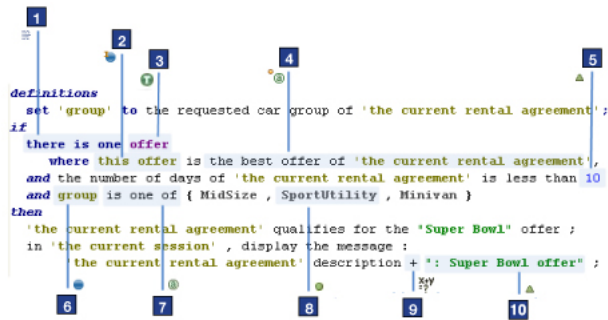 1
2
3
4
5
T
definitions
set 'group' to the requested car group of 'the current rental agreement';
if
there is one offer
where this offer is the best offer of 'the current rental agreement',
and the number of days of 'the current rental agreement' is less than 10
and group is one of { MidSize , SportUtility , Minivan }
then
'the current rental agreement' qualifies for the "Super Bowl" offer ;
in 'the current session' , display the message :
'the current rental agreement' description + ": Super Bowl offer" ;
x+y
6
7
8
9
10